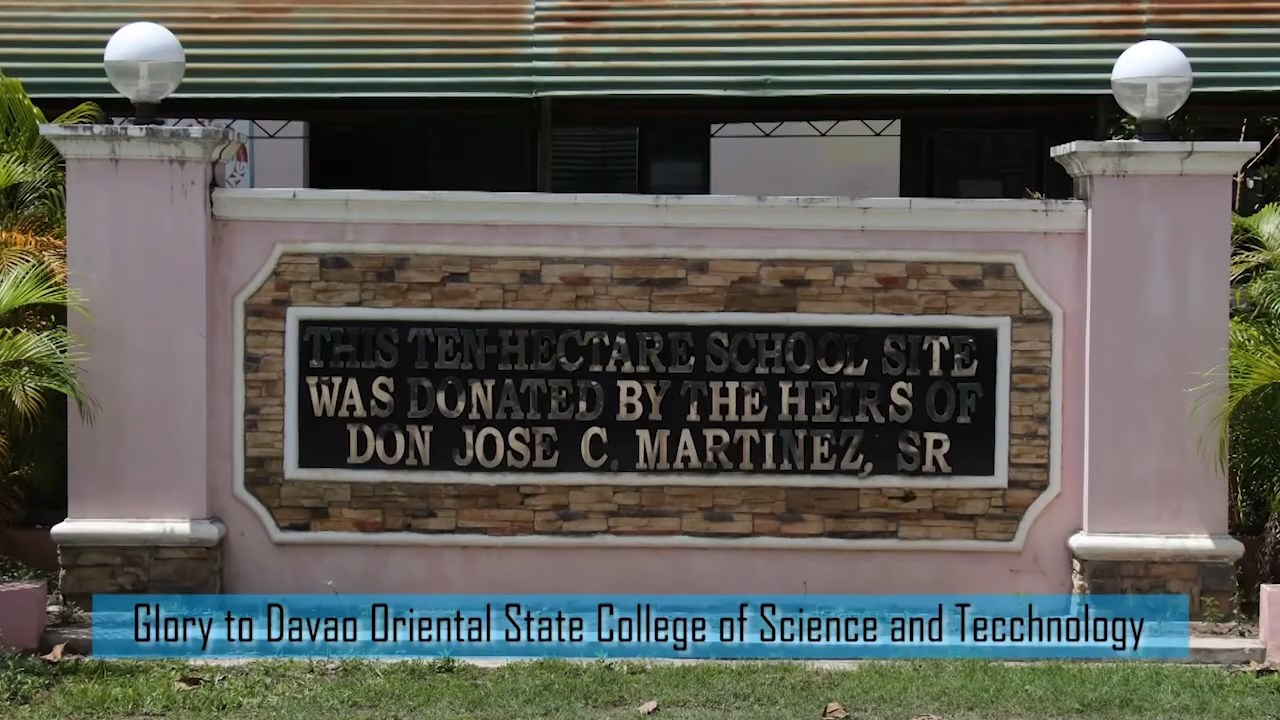 THIS TEN-HECTARE SCHOOL SITE
WAS DONATED BY THE HEIRS OF
DON JOSE C. MARTINEZ, SR
Glory to Davao Oriental State College of Science and Tecchnology